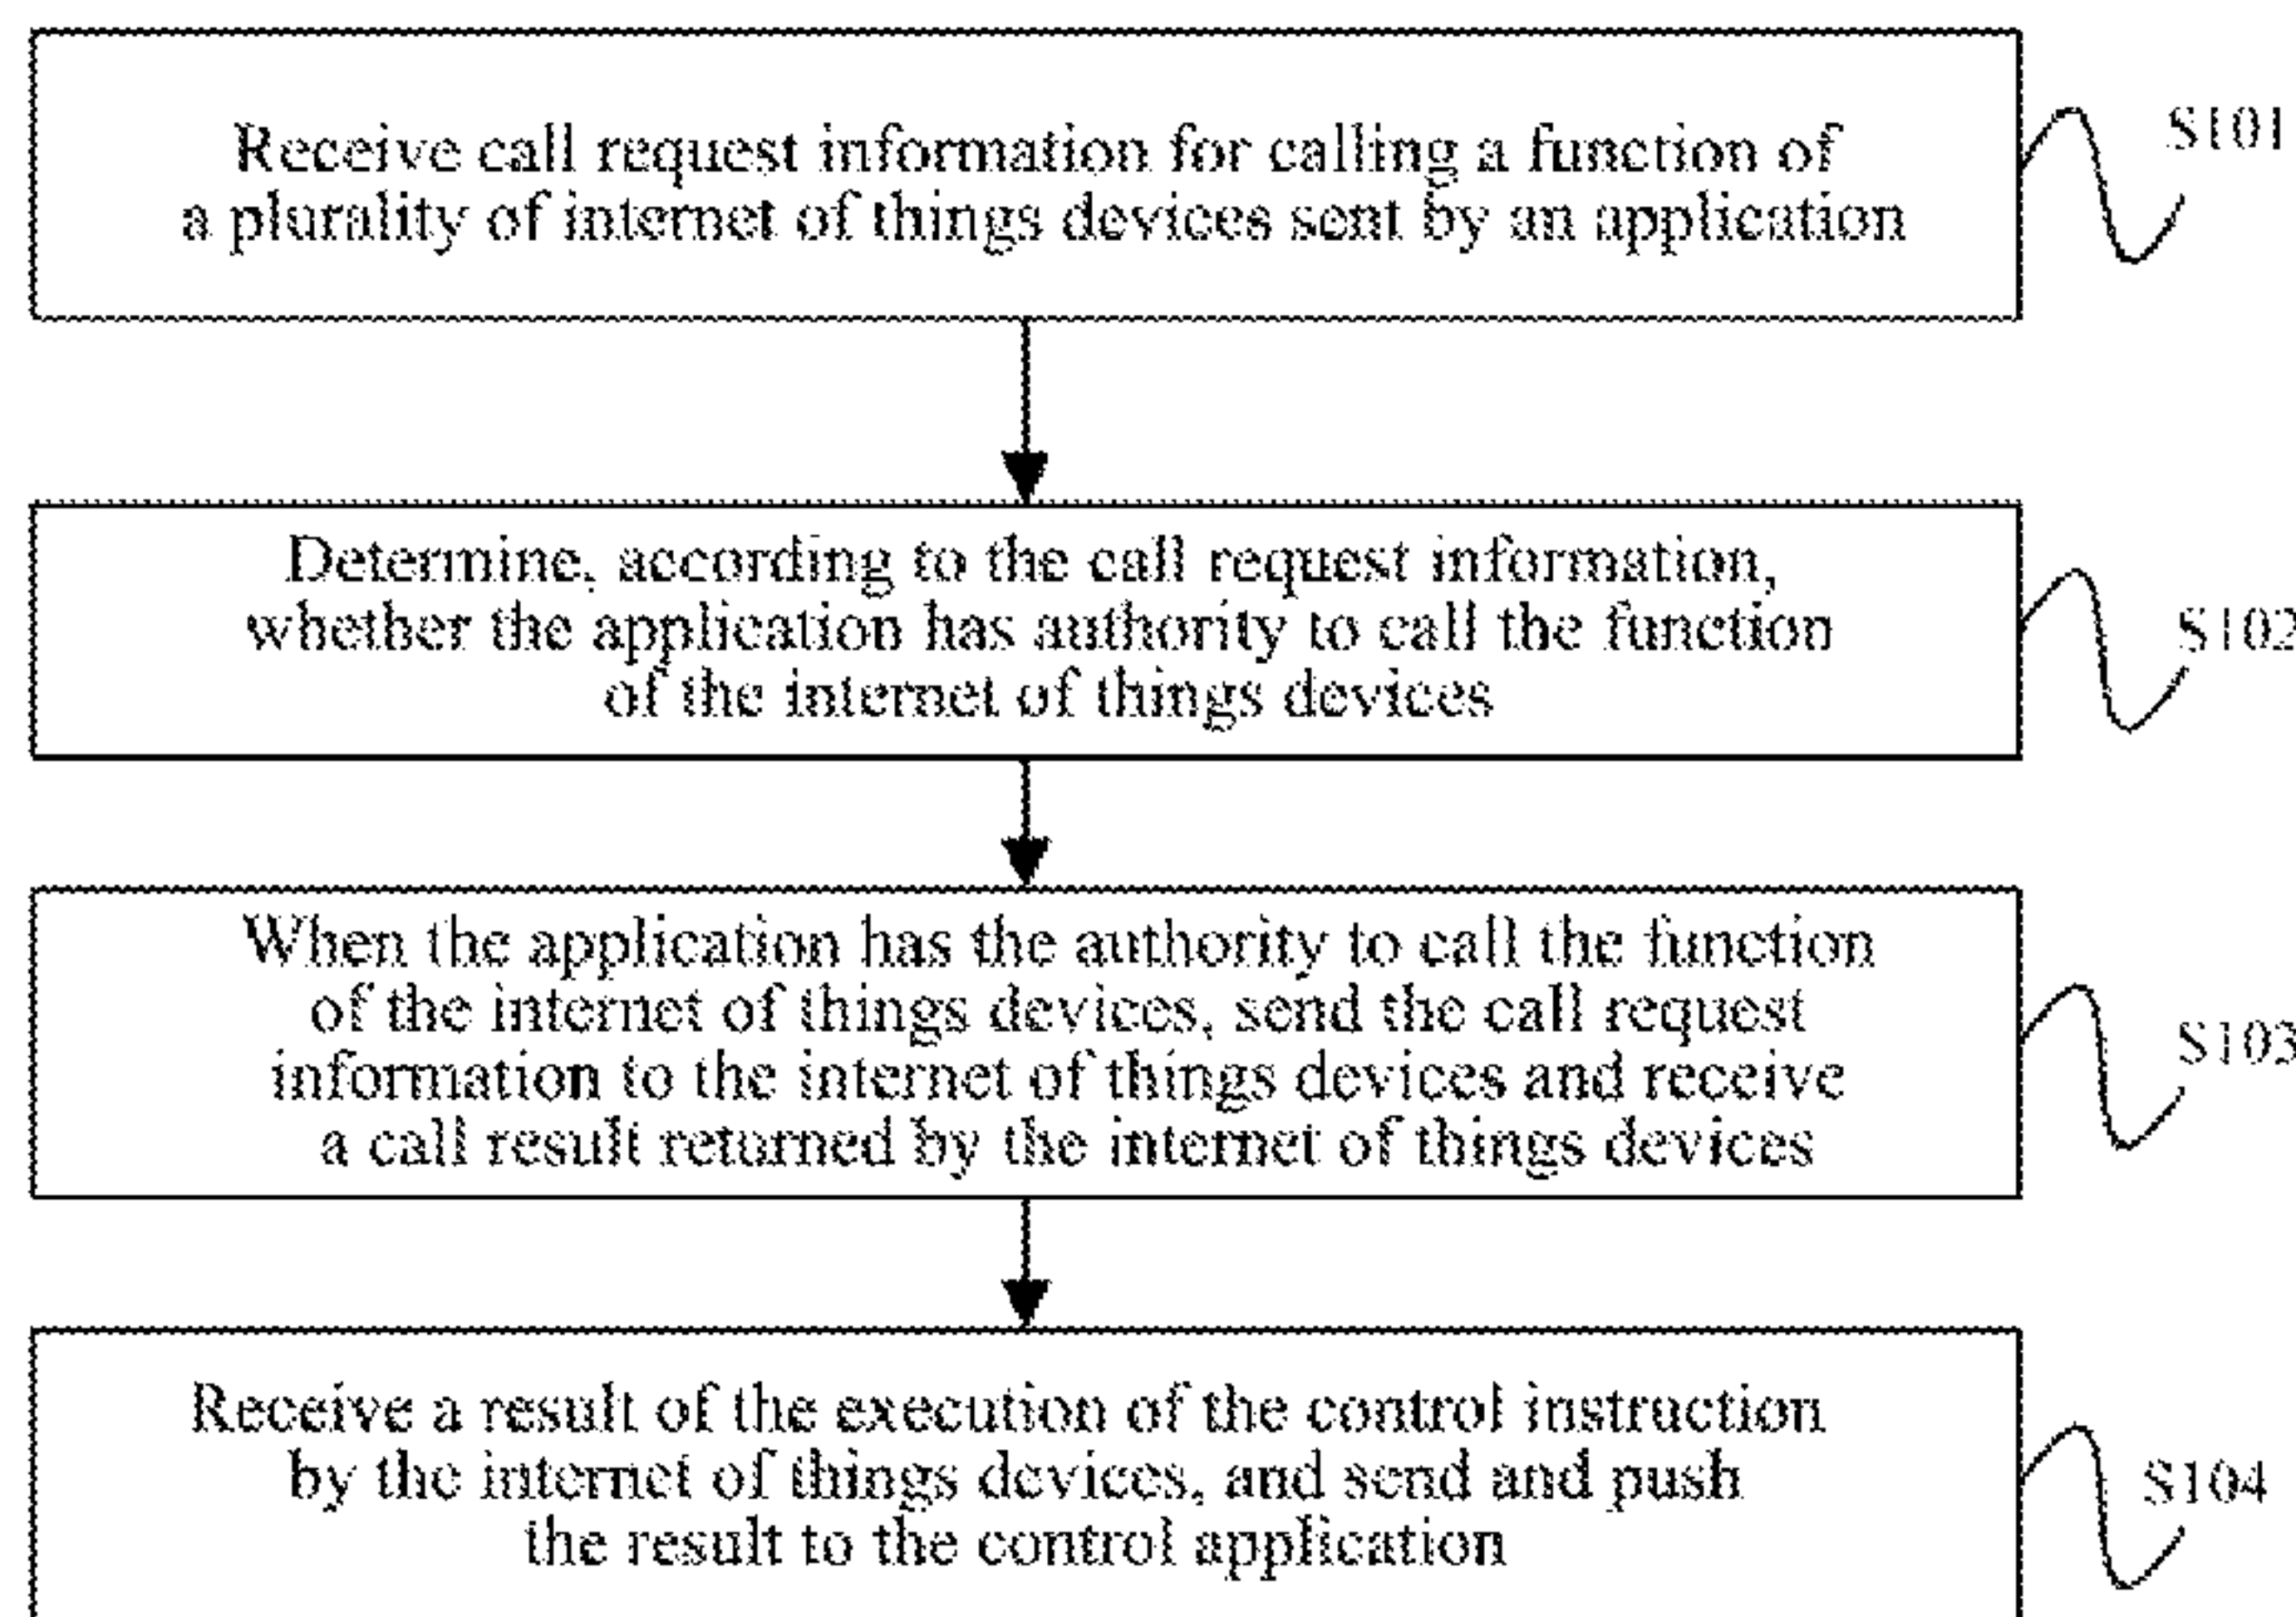 Receive call request information for calling a function of
a plurality of internet of things devices sent by an application
S101
Determine, according to the call request information,
whether the application has authority to call the function
of the internet of things devices
S102
When the application has the authority to call the function
of the internet of things devices, send the call request
information to the internet of things devices and receive
a call result returned by the internet of things devices
S103
Receive a result of the execution of the control instruction
by the internet of things devices, and send and push
the result to the control application
S104